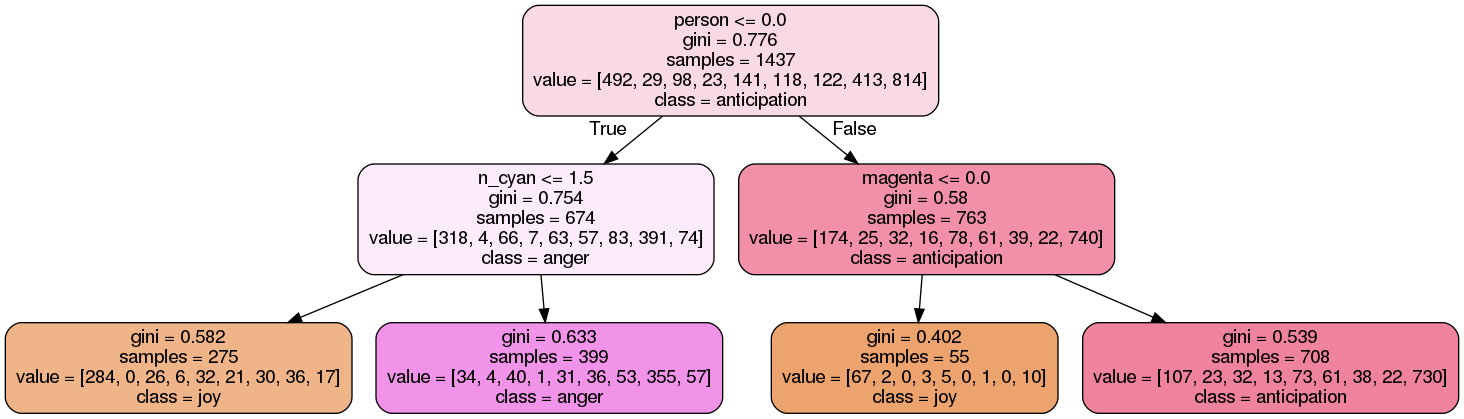 person <= 0.0
gini = 0.776
samples = 1437
value = [492, 29, 98, 23, 141, 118, 122, 413, 814]
class = anticipation
True
False
n_cyan <= 1.5
gini = 0.754
samples = 674
value = [318, 4, 66, 7, 63, 57, 83, 391, 74]
class = anger
magenta <= 0.0
gini = 0.58
samples = 763
value = [174, 25, 32, 16, 78, 61, 39, 22, 740]
class = anticipation
gini = 0.582
samples = 275
value = [284, 0, 26, 6, 32, 21, 30, 36, 17]
class = joy
gini = 0.633
samples = 399
value = [34, 4, 40, 1, 31, 36, 53, 355, 57]
class = anger
gini = 0.402
samples = 55
value = [67, 2, 0, 3, 5, 0, 1, 0, 10]
class = joy
gini = 0.539
samples = 708
value = [107, 23, 32, 13, 73, 61, 38, 22, 730]
class = anticipation